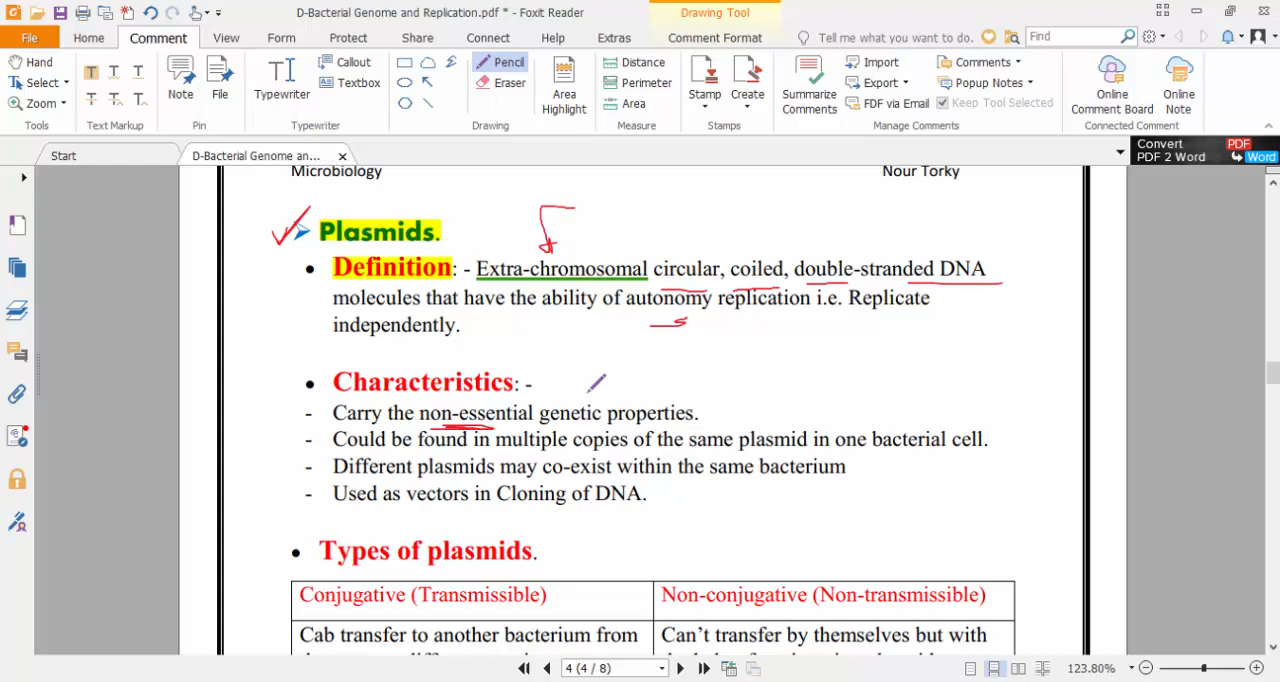 D-Bacterial Genome and Replication.pdf * - Foxit Reader
Drawing Tool
File Home Comment View Form Protect Share Connect Help Extras Comment Format Tell me what you want to do. Find
Hand
Select
Zoom
Tools
Text Markup
Note
File
Pin
Typewriter
Callout
Textbox
Typewriter
Pencil
Eraser
Drawing
Area
Highlight
Distance
Perimeter
Area
Measure
Stamp
Create
Stamps
Summarize
Comments
Import
Export
FDF via Email
Comments
Popup Notes
Keep Tool Selected
Manage Comments
Online
Comment Board
Online
Note
Connected Comment
Start
D-Bacterial Genome an...
Convert PDF
PDF 2 Word Word
Microbiology Nour Torky
Plasmids.
Definition: - Extra-chromosomal circular, coiled, double-stranded DNA
molecules that have the ability of autonomy replication i.e. Replicate
independently.
Characteristics: -
- Carry the non-essential genetic properties.
- Could be found in multiple copies of the same plasmid in one bacterial cell.
- Different plasmids may co-exist within the same bacterium
- Used as vectors in Cloning of DNA.
Types of plasmids.
Conjugative (Transmissible) Non-conjugative (Non-transmissible)
Cab transfer to another bacterium from Can't transfer by themselves but with
4 (4 / 8)
123.80%